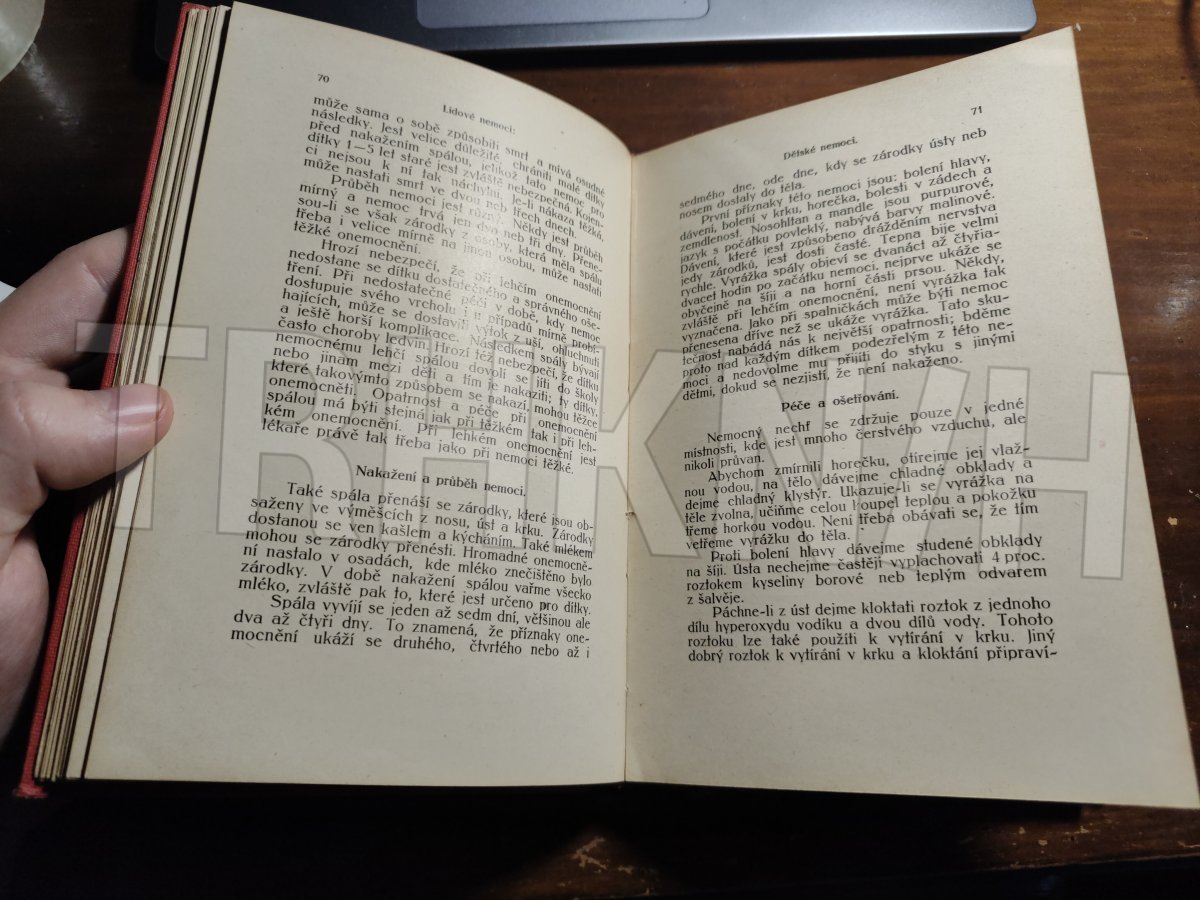 70
Lidové nemoci:
může sama o sobě způsobili smrt a mívá osudné
následky. Jest velice důležité, chrániti malé dítky
před nakažením spálou, jelikož tato nemoc pro
dítky 1—5 let staré jest zvláště nebezpečná. Kojen-
ci nejsou k ní tak náchylni. Je-li nákaza těžká,
může nastati smrt ve dvou neb třech dnech.
Průběh nemoci jest různý. Někdy jest průběh
mírný a nemoc trvá jen dva neb tři dny. Přene-
sou-li se však zárodky z osoby, která měla spálu
třeba i velice mírně na jinou osobu, může nastati
těžké onemocnění.
Hrozí nebezpečí, že při lehčím onemocnění
nedostane se dítku dostatečného a správného oše-
tření. Při nedostatečné péči v době, kdy nemoc
dostupuje svého vrcholu i u případů mírně probí-
hajících, může se dostaviti výtok z uší, ohluchnutí
a ještě horší komplikace. Následkem spály bývají
často choroby ledvin. Hrozí též nebezpečí, že dítku
nemocnému lehčí spálou dovolí se jíti do školy
nebo jinam mezi děti a tím je nakaziti; ty dítky,
které takovýmto způsobem se nakazí, mohou těžce
onemocněti. Opatrnost a péče při onemocnění
spálou má býti stejná jak při těžkém tak i při leh-
kém onemocnění. Při lehkém onemocnění jest
lékaře právě tak třeba jako při nemoci těžké.
Nakažení a průběh nemoci.
Také spála přenáší se zárodky, které jsou ob-
saženy ve výměšcích z nosu, úst a krku. Zárodky
dostanou se ven kašlem a kýcháním. Také mlékem
mohou se zárodky přenésti. Hromadné onemocně-
ní nastalo v osadách, kde mléko znečištěno bylo
zárodky. V době nakažení spálou vařme všecko
mléko, zvláště pak to, které jest určeno pro dítky.
Spála vyvíjí se jeden až sedm dní, většinou ale
dva až čtyři dny. To znamená, že příznaky one-
mocnění ukáží se druhého, čtvrtého nebo až i
71
Dětské nemoci.
sedmého dne, ode dne, kdy se zárodky ústy neb
nosem dostaly do těla.
První příznaky této nemoci jsou: bolení hlavy,
dávení, bolení v krku, horečka, bolesti v zádech a
zemdlenost. Nosohltan a mandle jsou purpurové,
jazyk s počátku povleklý, nabývá barvy malinové.
Dávení, které jest způsobeno drážděním nervstva
jedy zárodků, jest dosti časté. Tepna bije velmi
rychle. Vyrážka spály objeví se dvanáct až čtyřia-
dvacet hodin po začátku nemoci, nejprve ukáže se
obyčejně na šíji a na horní části prsou. Někdy,
zvláště při lehčím onemocnění, není vyrážka tak
vyznačena. Jako při spalničkách může býti nemoc
přenesena dříve než se ukáže vyrážka. Tato sku-
tečnost nabádá nás k největší opatrnosti; bděme
proto nad každým dítkem podezřelým z této ne-
moci a nedovolme mu přijíti do styku s jinými
dětmi, dokud se nezjistí, že není nakaženo.
Péče a ošetřování.
Nemocný nechť se zdržuje pouze v jedné
místnosti, kde jest mnoho čerstvého vzduchu, ale
nikoli průvan.
Abychom zmírnili horečku, otírejme jej vlaž-
nou vodou, na tělo dávejme chladné obklady a
dejme chladný klystýr. Ukazuje-li se vyrážka na
těle zvolna, učiňme celou koupel teplou a pokožku
třeme horkou vodou. Není třeba obávati se, že tím
vetřeme vyrážku do těla.
Proti bolení hlavy dávejme studené obklady
na šíji. Ústa nechejme častěji vyplachovati 4 proc.
roztokem kyseliny borové neb teplým odvarem
z šalvěje.
Páchne-li z úst dejme kloktati roztok z jednoho
dílu hyperoxydu vodíku a dvou dílů vody. Tohoto
roztoku lze také použíti k vytírání v krku. Jiný
dobrý roztok k vytírání v krku a kloktání připraví-